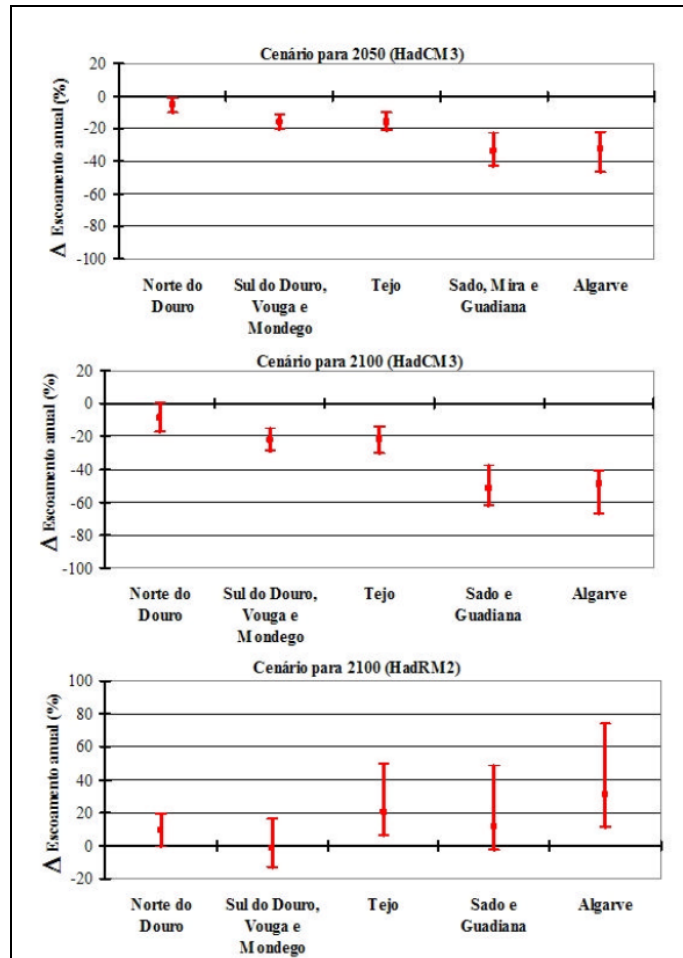 Cenário para 2050 (HadCM3)
Δ Escoamento anual (%)
20
0
-20
-40
-60
-80
-100
Norte do Douro
Sul do Douro, Vouga e Mondego
Tejo
Sado, Mira e Guadiana
Algarve
Cenário para 2100 (HadCM3)
Δ Escoamento anual (%)
20
0
-20
-40
-60
-80
-100
Norte do Douro
Sul do Douro, Vouga e Mondego
Tejo
Sado e Guadiana
Algarve
Cenário para 2100 (HadRM2)
Δ Escoamento anual (%)
100
80
60
40
20
0
-20
Norte do Douro
Sul do Douro, Vouga e Mondego
Tejo
Sado e Guadiana
Algarve